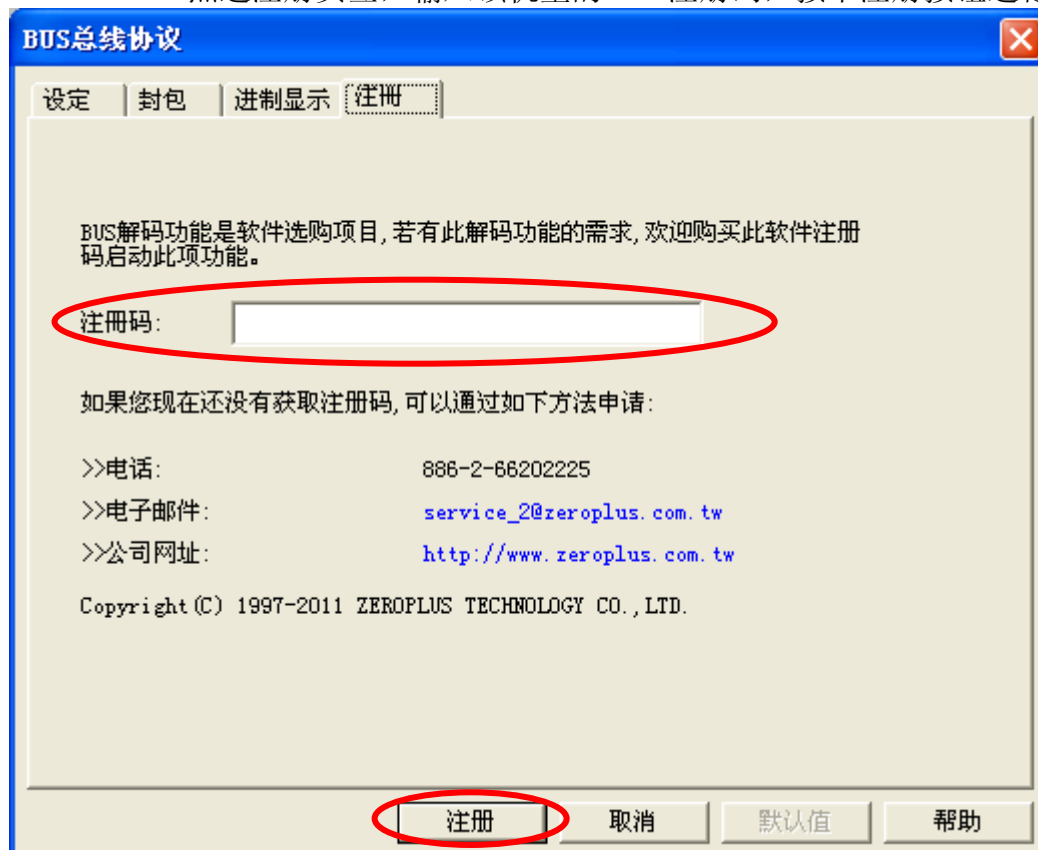 BUS总线协议
设定 封包 进制显示 注册
BUS解码功能是软件选购项目,若有此解码功能的需求,欢迎购买此软件注册
码启动此项功能。
注册码:
如果您现在还没有获取注册码,可以通过如下方法申请:
>>电话: 886-2-66202225
>>电子邮件: service_2@zeroplus.com.tw
>>公司网址: http://www.zeroplus.com.tw
Copyright(C) 1997-2011 ZEROPLUS TECHNOLOGY CO.,LTD.
注册 取消 默认值 帮助